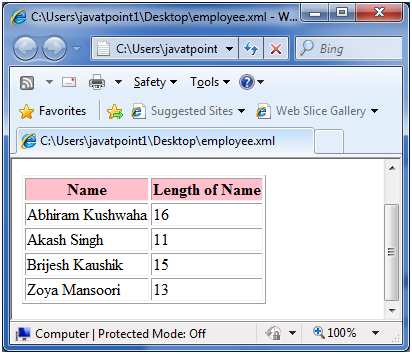 C:\Users\javatpoint1\Desktop\employee.xml - W...
C:\Users\javatpoint
Bing
Safety Tools
Favorites Suggested Sites Web Slice Gallery
C:\Users\javatpoint1\Desktop\employee.xml
Name Length of Name
Abhiram Kushwaha 16
Akash Singh 11
Brijesh Kaushik 15
Zoya Mansoori 13
Computer | Protected Mode: Off 100%